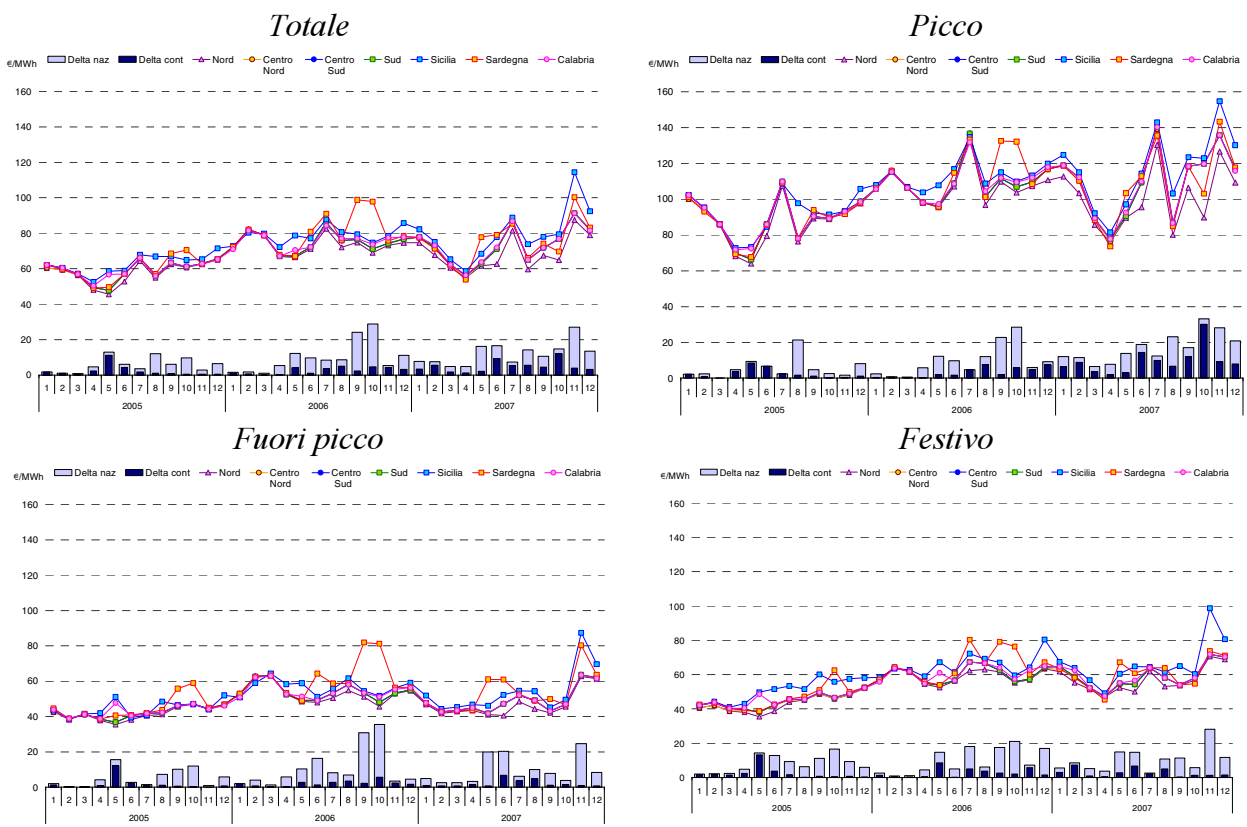 Totale
€/MWh Delta naz Delta cont Nord Centro Nord Centro Sud Sud Sicilia Sardegna Calabria
160
140
120
100
80
60
40
20
0
1 2 3 4 5 6 7 8 9 10 11 12 1 2 3 4 5 6 7 8 9 10 11 12 1 2 3 4 5 6 7 8 9 10 11 12
2005 2006 2007
Picco
€/MWh Delta naz Delta cont Nord Centro Nord Centro Sud Sud Sicilia Sardegna Calabria
160
140
120
100
80
60
40
20
0
1 2 3 4 5 6 7 8 9 10 11 12 1 2 3 4 5 6 7 8 9 10 11 12 1 2 3 4 5 6 7 8 9 10 11 12
2005 2006 2007
Fuori picco
€/MWh Delta naz Delta cont Nord Centro Nord Centro Sud Sud Sicilia Sardegna Calabria
160
140
120
100
80
60
40
20
0
1 2 3 4 5 6 7 8 9 10 11 12 1 2 3 4 5 6 7 8 9 10 11 12 1 2 3 4 5 6 7 8 9 10 11 12
2005 2006 2007
Festivo
€/MWh Delta naz Delta cont Nord Centro Nord Centro Sud Sud Sicilia Sardegna Calabria
160
140
120
100
80
60
40
20
0
1 2 3 4 5 6 7 8 9 10 11 12 1 2 3 4 5 6 7 8 9 10 11 12 1 2 3 4 5 6 7 8 9 10 11 12
2005 2006 2007